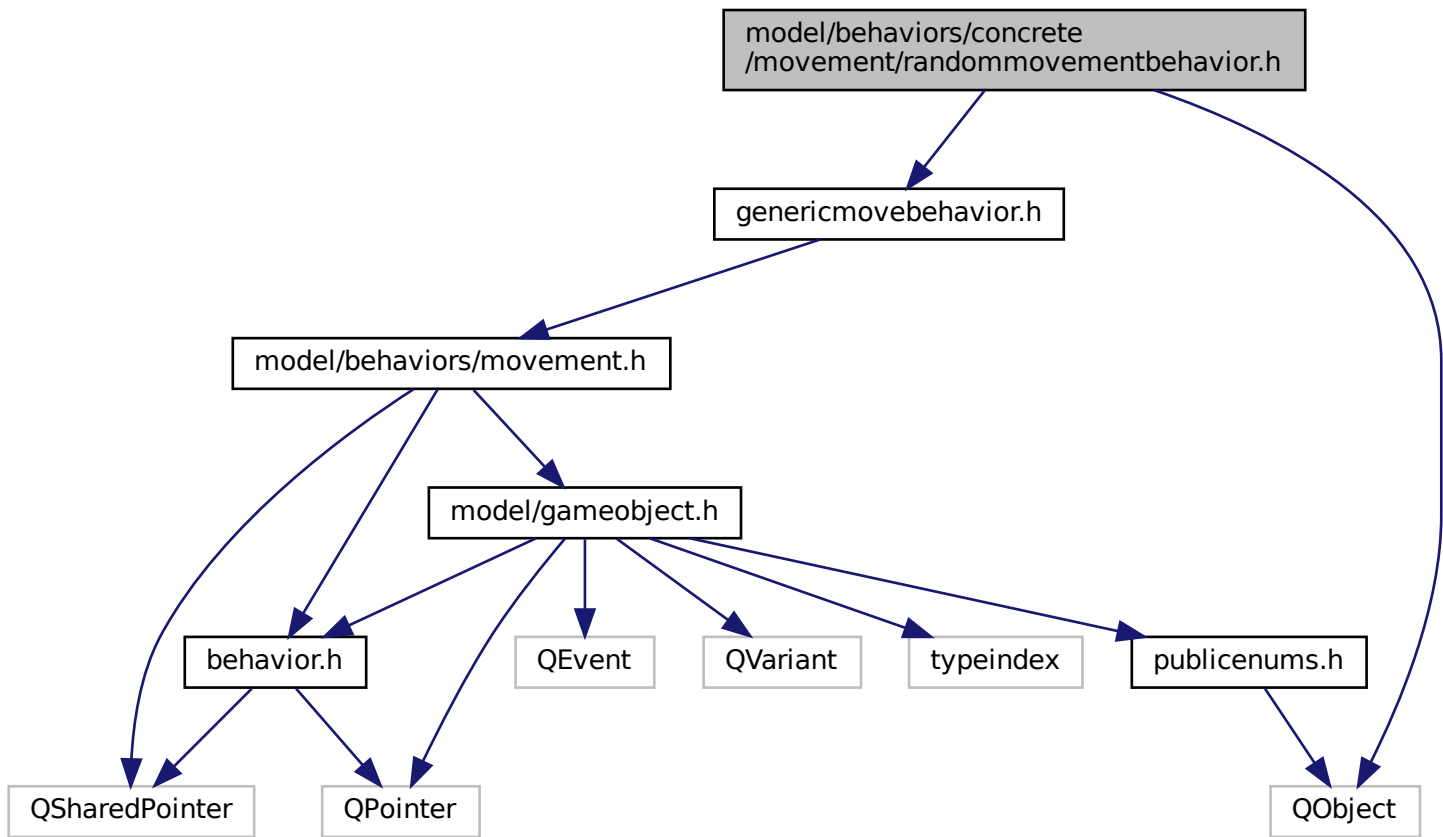 model/behaviors/concrete
/movement/randommovementbehavior.h
genericmovebehavior.h
model/behaviors/movement.h
model/gameobject.h
behavior.h
QEvent
QVariant
typeindex
publicenums.h
QSharedPointer
QPointer
QObject